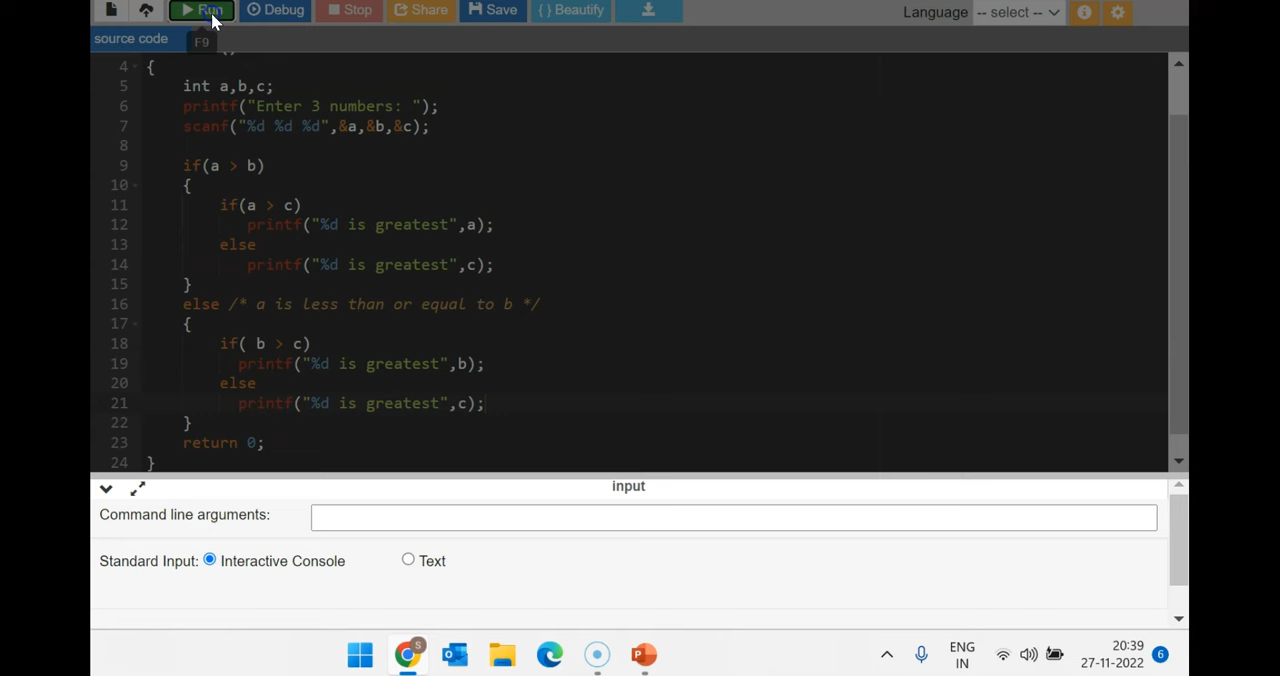 Run Debug Stop Share Save { } Beautify Language -- select --
source code F9
4 {
5 int a,b,c;
6 printf("Enter 3 numbers: ");
7 scanf("%d %d %d",&a,&b,&c);
8
9 if(a > b)
10 {
11 if(a > c)
12 printf("%d is greatest",a);
13 else
14 printf("%d is greatest",c);
15 }
16 else /* a is less than or equal to b */
17 {
18 if( b > c)
19 printf("%d is greatest",b);
20 else
21 printf("%d is greatest",c);
22 }
23 return 0;
24 }
input
Command line arguments:
Standard Input: Interactive Console Text
S ENG 20:39
IN 27-11-2022 6